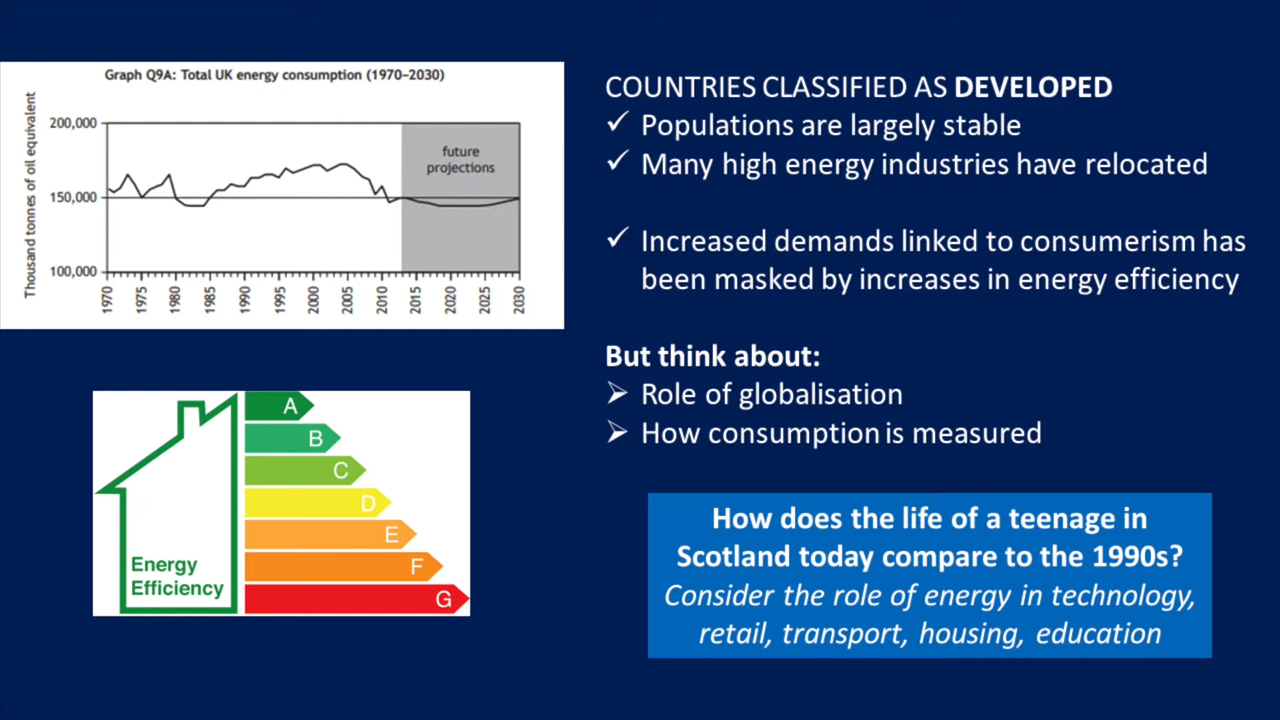 Graph Q9A: Total UK energy consumption (1970–2030)
Thousand tonnes of oil equivalent
200,000
150,000
100,000
future
projections
1970
1975
1980
1985
1990
1995
2000
2005
2010
2015
2020
2025
2030
A
B
C
D
E
F
G
Energy
Efficiency
COUNTRIES CLASSIFIED AS DEVELOPED
✓ Populations are largely stable
✓ Many high energy industries have relocated
✓ Increased demands linked to consumerism has
been masked by increases in energy efficiency
But think about:
➢ Role of globalisation
➢ How consumption is measured
How does the life of a teenage in
Scotland today compare to the 1990s?
Consider the role of energy in technology,
retail, transport, housing, education